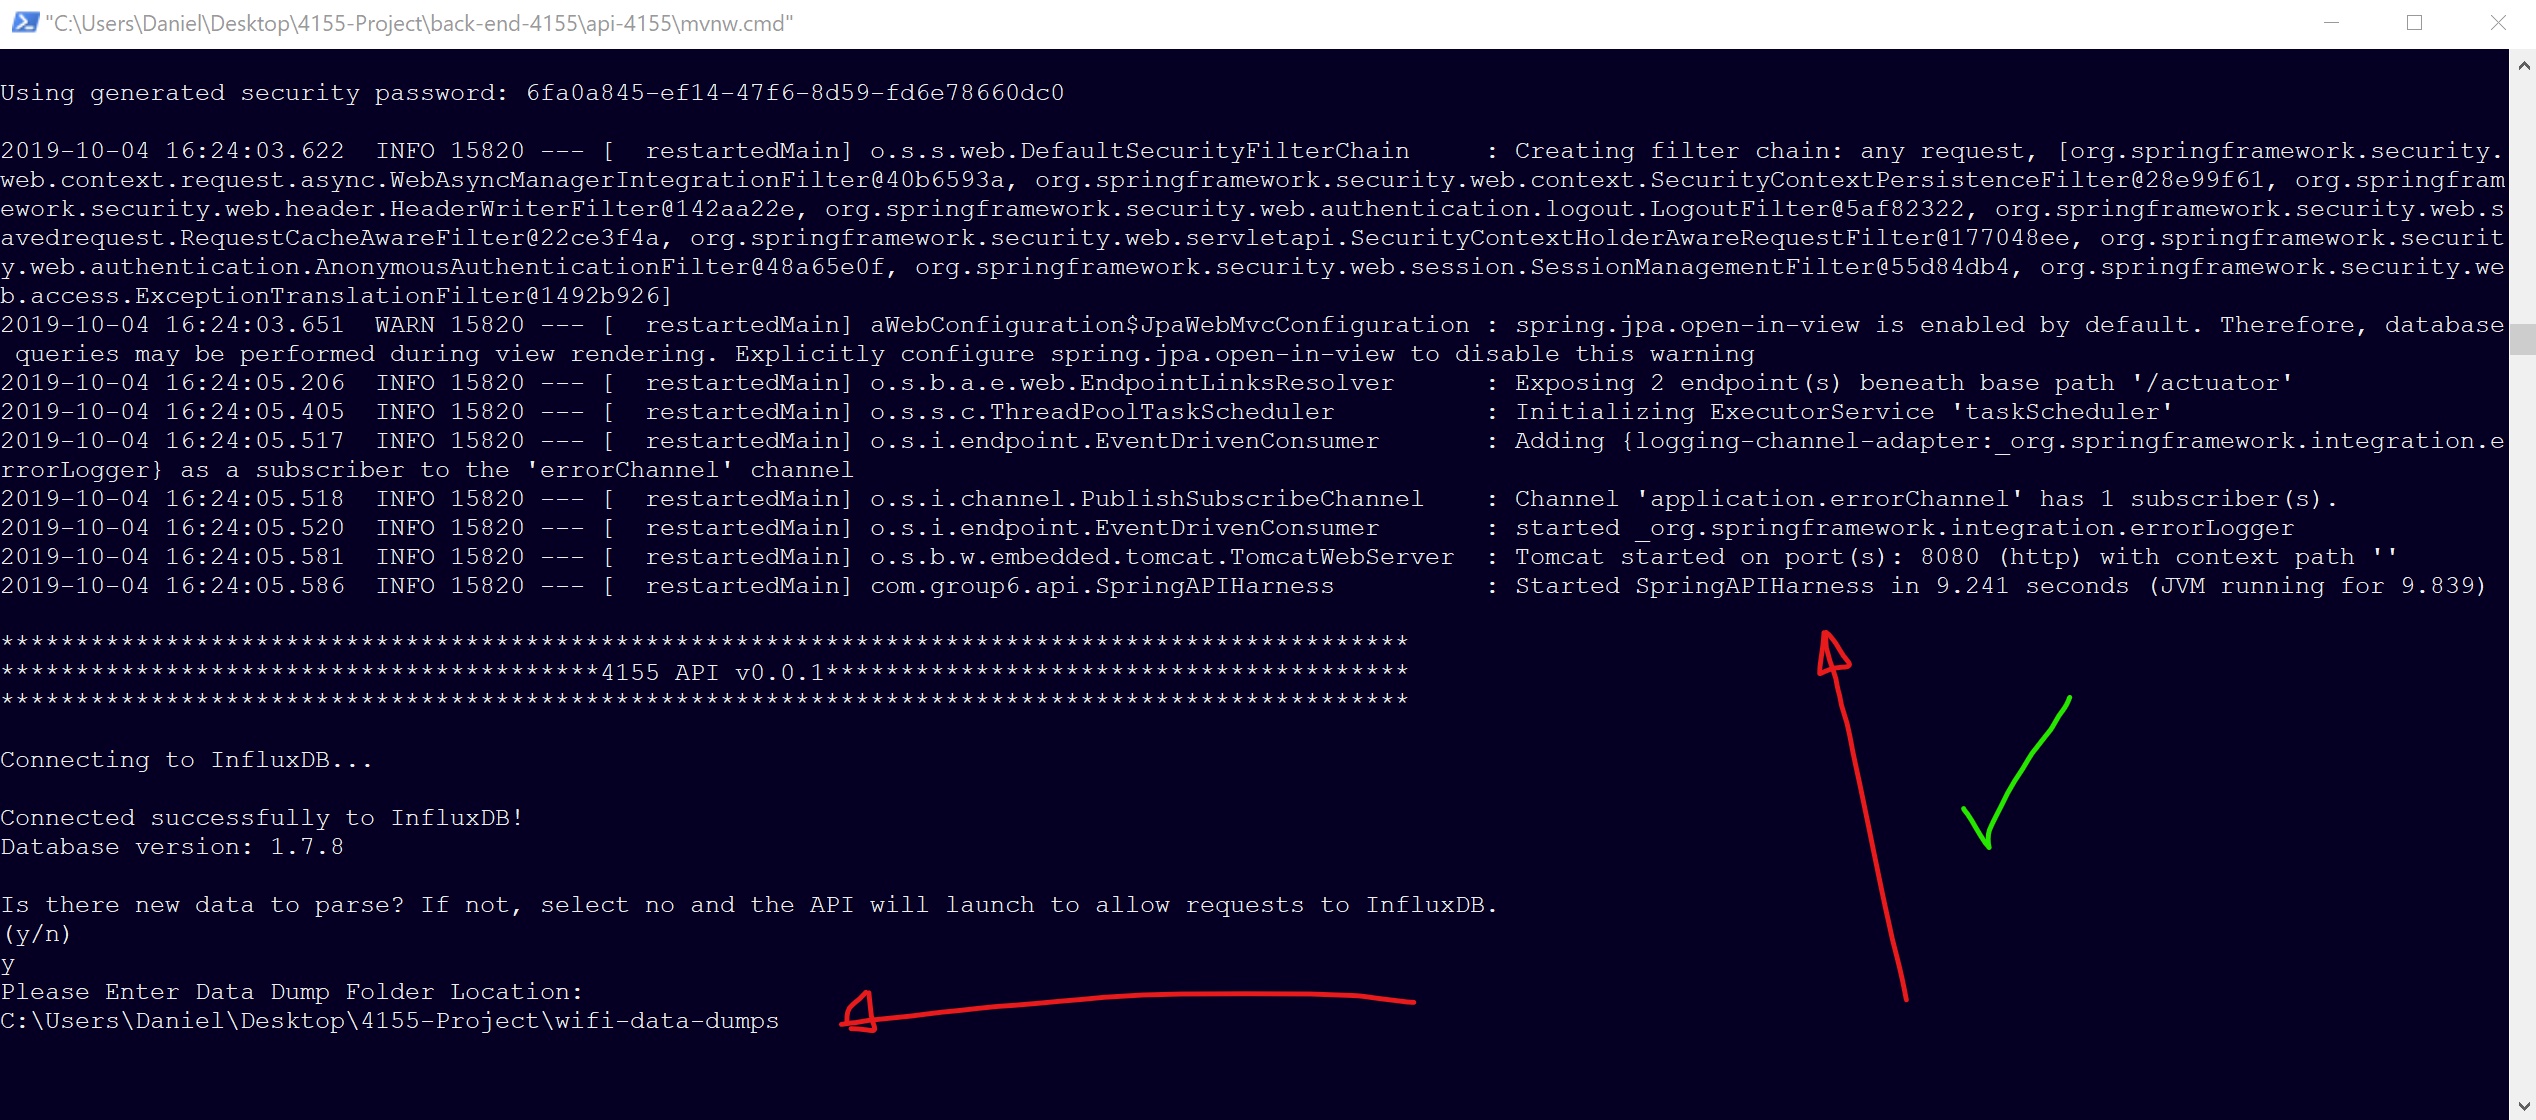 "C:\Users\Daniel\Desktop\4155-Project\back-end-4155\api-4155\mvnw.cmd"
Using generated security password: 6fa0a845-ef14-47f6-8d59-fd6e78660dc0
2019-10-04 16:24:03.622  INFO 15820 --- [  restartedMain] o.s.s.web.DefaultSecurityFilterChain     : Creating filter chain: any request, [org.springframework.security.
web.context.request.async.WebAsyncManagerIntegrationFilter@40b6593a, org.springframework.security.web.context.SecurityContextPersistenceFilter@28e99f61, org.springfram
ework.security.web.header.HeaderWriterFilter@142aa22e, org.springframework.security.web.authentication.logout.LogoutFilter@5af82322, org.springframework.security.web.s
avedrequest.RequestCacheAwareFilter@22ce3f4a, org.springframework.security.web.servletapi.SecurityContextHolderAwareRequestFilter@177048ee, org.springframework.securit
y.web.authentication.AnonymousAuthenticationFilter@48a65e0f, org.springframework.security.web.session.SessionManagementFilter@55d84db4, org.springframework.security.we
b.access.ExceptionTranslationFilter@1492b926]
2019-10-04 16:24:03.651  WARN 15820 --- [  restartedMain] aWebConfiguration$JpaWebMvcConfiguration : spring.jpa.open-in-view is enabled by default. Therefore, database
 queries may be performed during view rendering. Explicitly configure spring.jpa.open-in-view to disable this warning
2019-10-04 16:24:05.206  INFO 15820 --- [  restartedMain] o.s.b.a.e.web.EndpointLinksResolver      : Exposing 2 endpoint(s) beneath base path '/actuator'
2019-10-04 16:24:05.405  INFO 15820 --- [  restartedMain] o.s.s.c.ThreadPoolTaskScheduler          : Initializing ExecutorService 'taskScheduler'
2019-10-04 16:24:05.517  INFO 15820 --- [  restartedMain] o.s.i.endpoint.EventDrivenConsumer       : Adding {logging-channel-adapter:_org.springframework.integration.e
rrorLogger} as a subscriber to the 'errorChannel' channel
2019-10-04 16:24:05.518  INFO 15820 --- [  restartedMain] o.s.i.channel.PublishSubscribeChannel    : Channel 'application.errorChannel' has 1 subscriber(s).
2019-10-04 16:24:05.520  INFO 15820 --- [  restartedMain] o.s.i.endpoint.EventDrivenConsumer       : started _org.springframework.integration.errorLogger
2019-10-04 16:24:05.581  INFO 15820 --- [  restartedMain] o.s.b.w.embedded.tomcat.TomcatWebServer  : Tomcat started on port(s): 8080 (http) with context path ''
2019-10-04 16:24:05.586  INFO 15820 --- [  restartedMain] com.group6.api.SpringAPIHarness          : Started SpringAPIHarness in 9.241 seconds (JVM running for 9.839)
**********************************************************************************************
****************************************4155 API v0.0.1***************************************
**********************************************************************************************
Connecting to InfluxDB...
Connected successfully to InfluxDB!
Database version: 1.7.8
Is there new data to parse? If not, select no and the API will launch to allow requests to InfluxDB.
(y/n)
y
Please Enter Data Dump Folder Location:
C:\Users\Daniel\Desktop\4155-Project\wifi-data-dumps